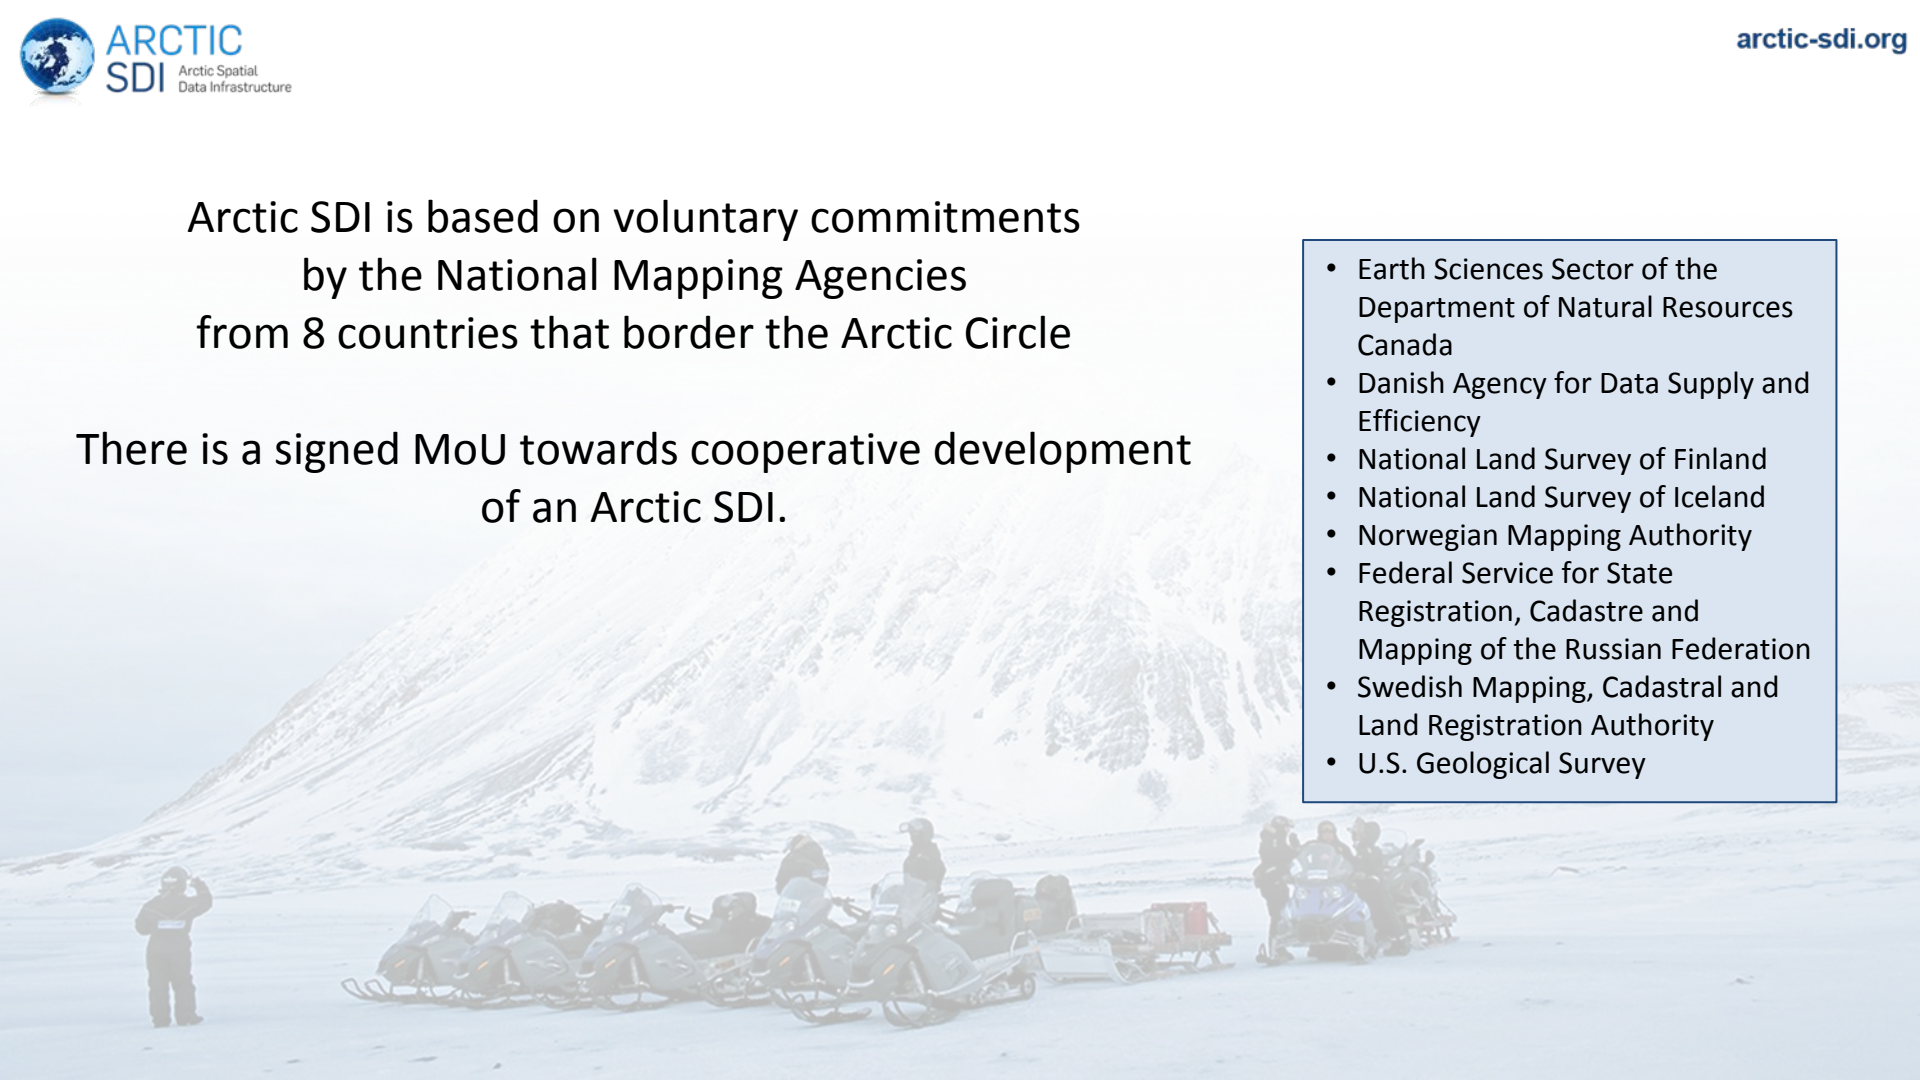 ARCTIC
SDI Arctic Spatial
Data Infrastructure
arctic-sdi.org
Arctic SDI is based on voluntary commitments
by the National Mapping Agencies
from 8 countries that border the Arctic Circle
There is a signed MoU towards cooperative development
of an Arctic SDI.
• Earth Sciences Sector of the
Department of Natural Resources
Canada
• Danish Agency for Data Supply and
Efficiency
• National Land Survey of Finland
• National Land Survey of Iceland
• Norwegian Mapping Authority
• Federal Service for State
Registration, Cadastre and
Mapping of the Russian Federation
• Swedish Mapping, Cadastral and
Land Registration Authority
• U.S. Geological Survey